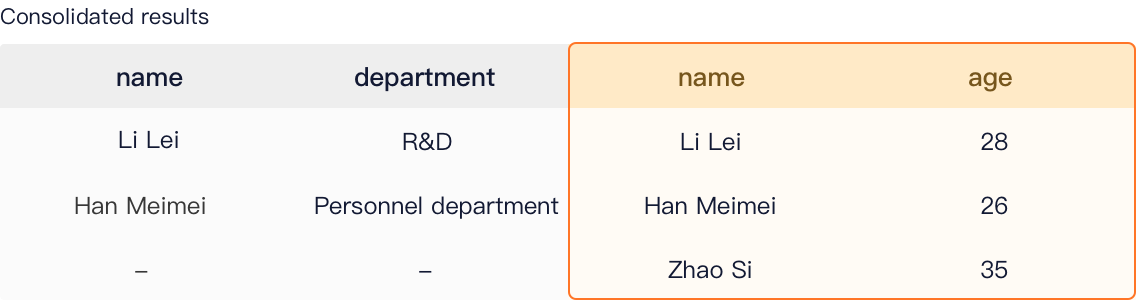 Consolidated results
name department name age
Li Lei R&D Li Lei 28
Han Meimei Personnel department Han Meimei 26
– – Zhao Si 35